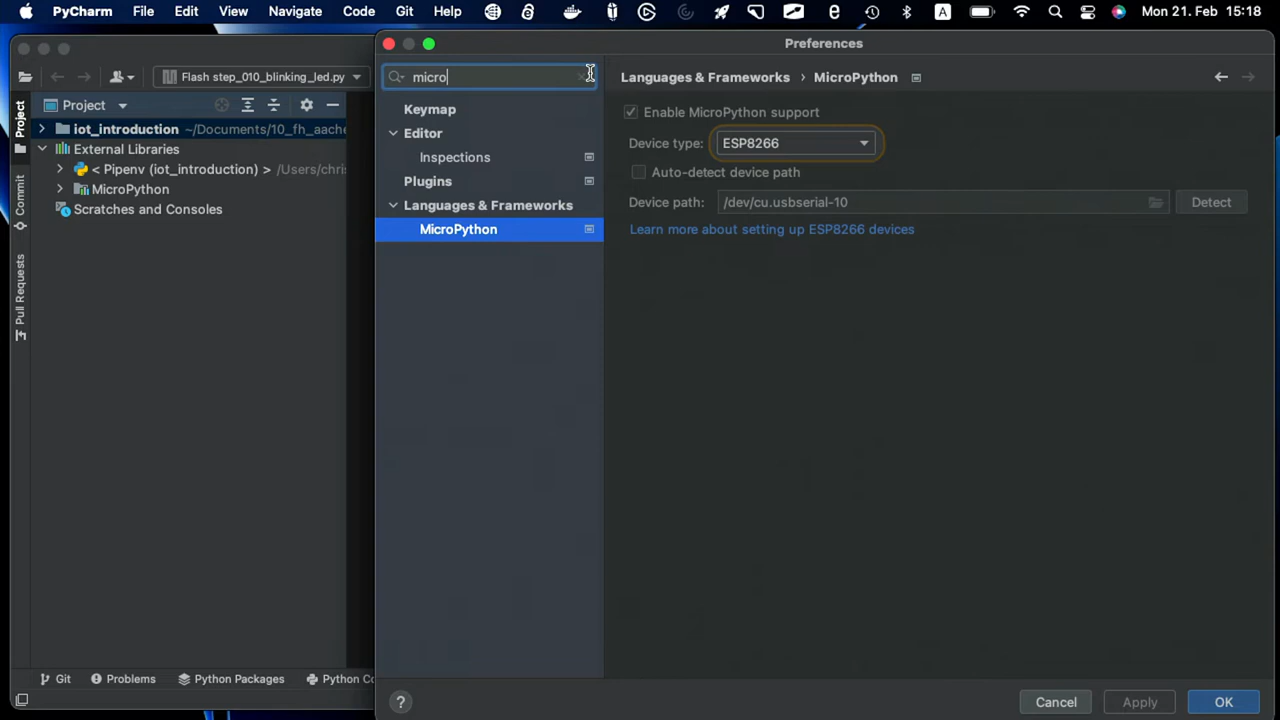 PyCharm File Edit View Navigate Code Git Help A Mon 21. Feb 15:18
Flash step_010_blinking_led.py
Project
iot_introduction ~/Documents/10_fh_aache
External Libraries
< Pipenv (iot_introduction) > /Users/chris
MicroPython
Scratches and Consoles
Project
Commit
Pull Requests
Git Problems Python Packages Python Co
Preferences
micro
Keymap
Editor
Inspections
Plugins
Languages & Frameworks
MicroPython
Languages & Frameworks › MicroPython
Enable MicroPython support
Device type: ESP8266
Auto-detect device path
Device path: /dev/cu.usbserial-10 Detect
Learn more about setting up ESP8266 devices
? Cancel Apply OK